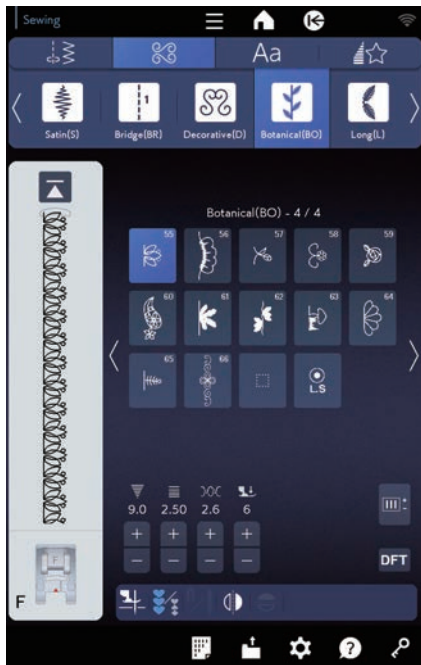 Sewing
Aa
1
Satin(S) Bridge(BR) Decorative(D) Botanical(BO) Long(L)
Botanical(BO) - 4 / 4
55 56 57 58 59
60 61 62 63 64
65 66
L.S
9.0 2.50 2.6 6
+ + + +
− − − −
DFT
F
?